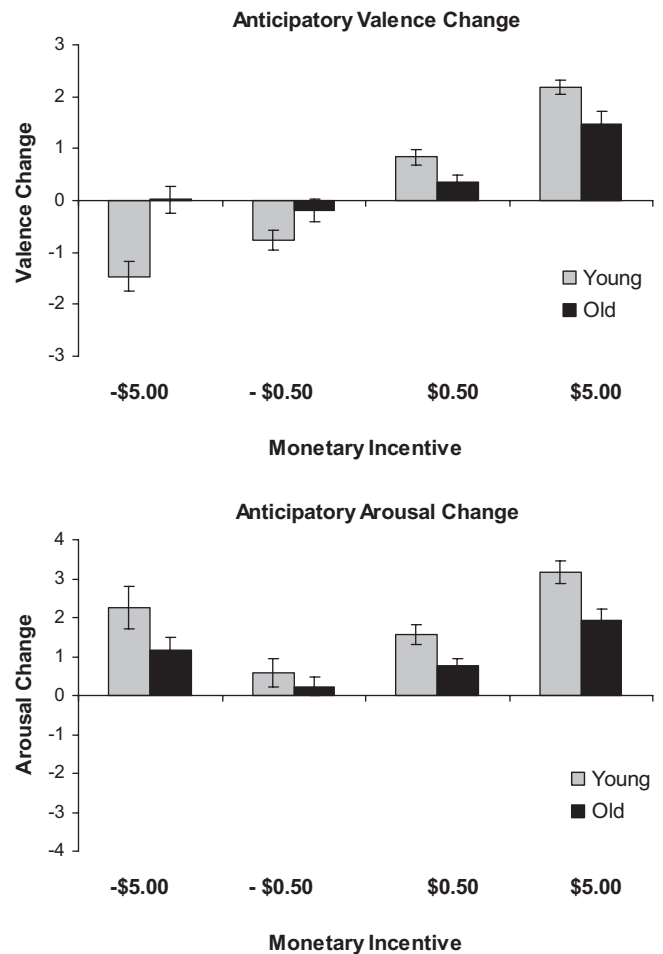 Anticipatory Valence Change
3
2
1
0
-1
-2
-3
Valence Change
Young
Old
-$5.00 - $0.50 $0.50 $5.00
Monetary Incentive
Anticipatory Arousal Change
4
3
2
1
0
-1
-2
-3
-4
Arousal Change
Young
Old
-$5.00 - $0.50 $0.50 $5.00
Monetary Incentive